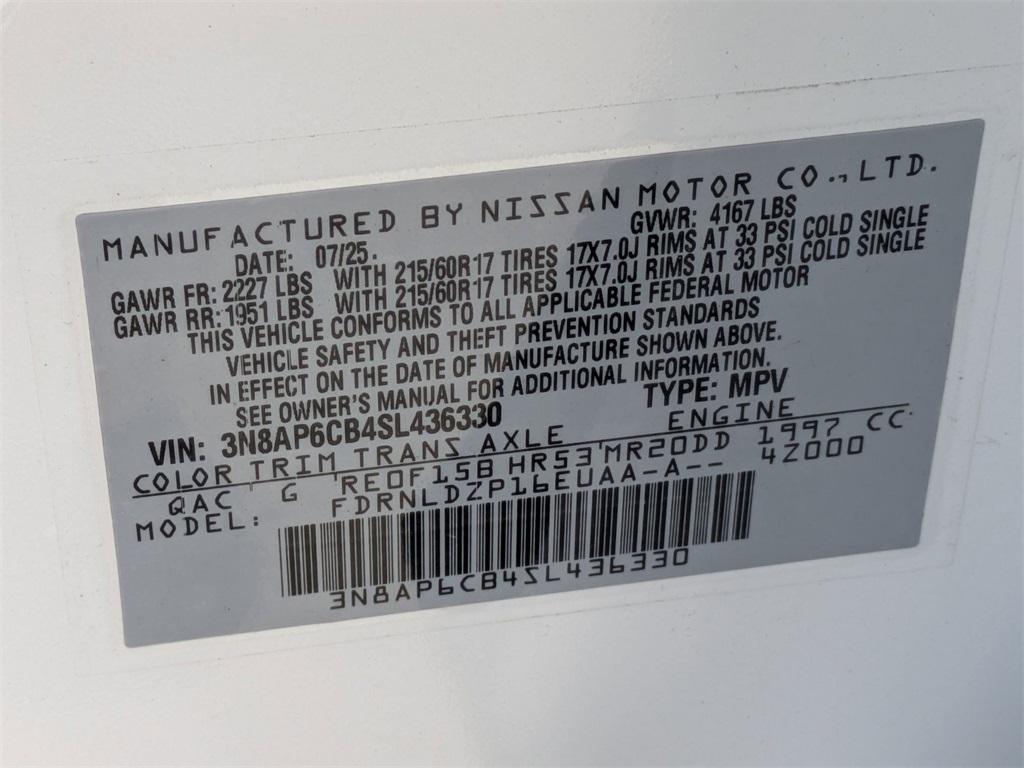 MANUFACTURED BY NISSAN MOTOR CO., LTD.
DATE: 07/25. GVWR: 4167 LBS
GAWR FR: 2227 LBS WITH 215/60R17 TIRES 17X7.0J RIMS AT 33 PSI COLD SINGLE
GAWR RR: 1951 LBS WITH 215/60R17 TIRES 17X7.0J RIMS AT 33 PSI COLD SINGLE
THIS VEHICLE CONFORMS TO ALL APPLICABLE FEDERAL MOTOR
VEHICLE SAFETY AND THEFT PREVENTION STANDARDS
IN EFFECT ON THE DATE OF MANUFACTURE SHOWN ABOVE.
SEE OWNER'S MANUAL FOR ADDITIONAL INFORMATION.
VIN: 3N8AP6CB4SL436330 TYPE: MPV
COLOR TRIM TRANS AXLE ENGINE
QAC G 'RE0F15B HR53'MR20DD 1997 CC
MODEL: FDRNLDZP16EUAA-A-- 4Z000
3N8AP6CB4SL436330